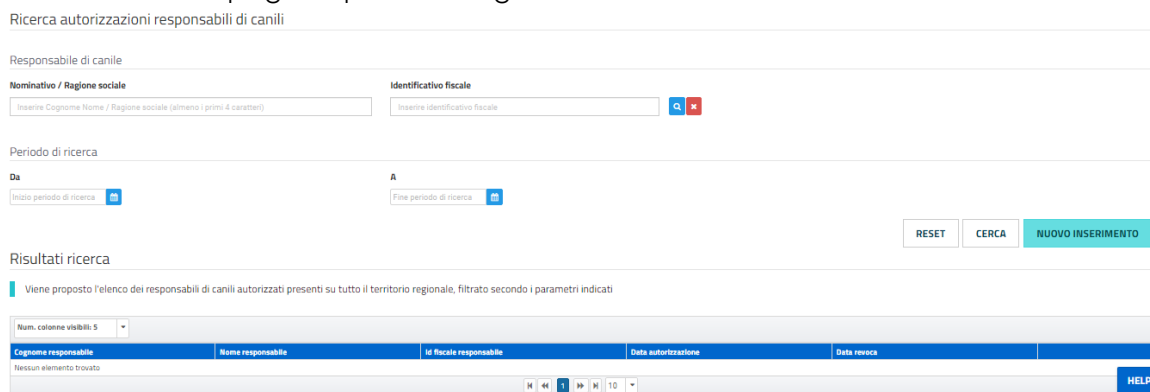 Ricerca autorizzazioni responsabili di canili
Responsabile di canile
Nominativo / Ragione sociale Identificativo fiscale
Inserire Cognome Nome / Ragione sociale (almeno i primi 4 caratteri) Inserire identificativo fiscale
Periodo di ricerca
Da A
Inizio periodo di ricerca Fine periodo di ricerca
RESET CERCA NUOVO INSERIMENTO
Risultati ricerca
Viene proposto l'elenco dei responsabili di canili autorizzati presenti su tutto il territorio regionale, filtrato secondo i parametri indicati
Num. colonne visibili: 5
Cognome responsabile Nome responsabile Id fiscale responsabile Data autorizzazione Data revoca
Nessun elemento trovato
1 10
HELP